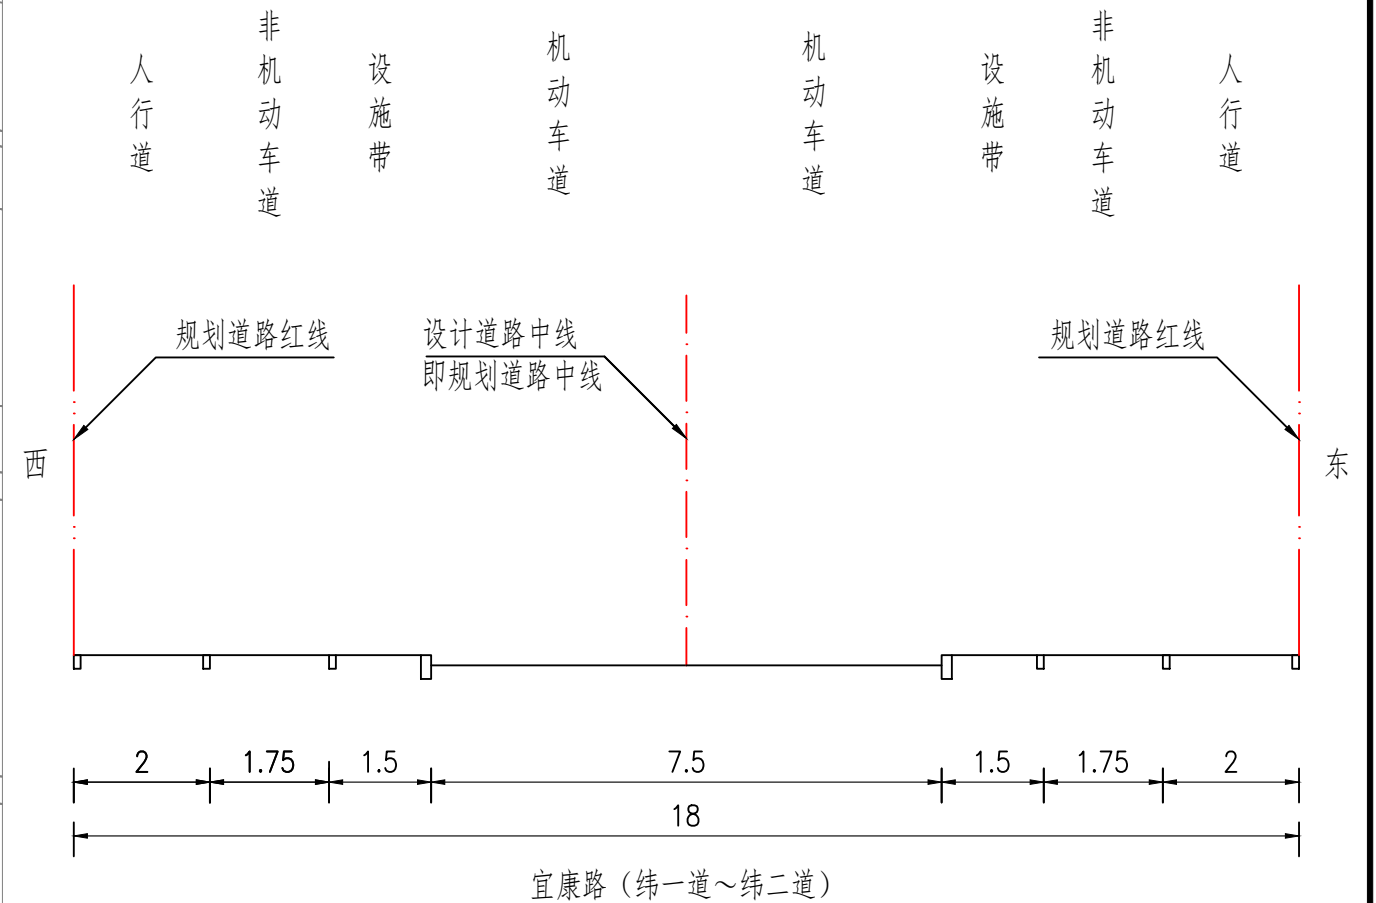 人行道
非机动车道
设施带
机动车道
机动车道
设施带
非机动车道
人行道
规划道路红线
设计道路中线
即规划道路中线
规划道路红线
西
东
2
1.75
1.5
7.5
1.5
1.75
2
18
宜康路（纬一道～纬二道）